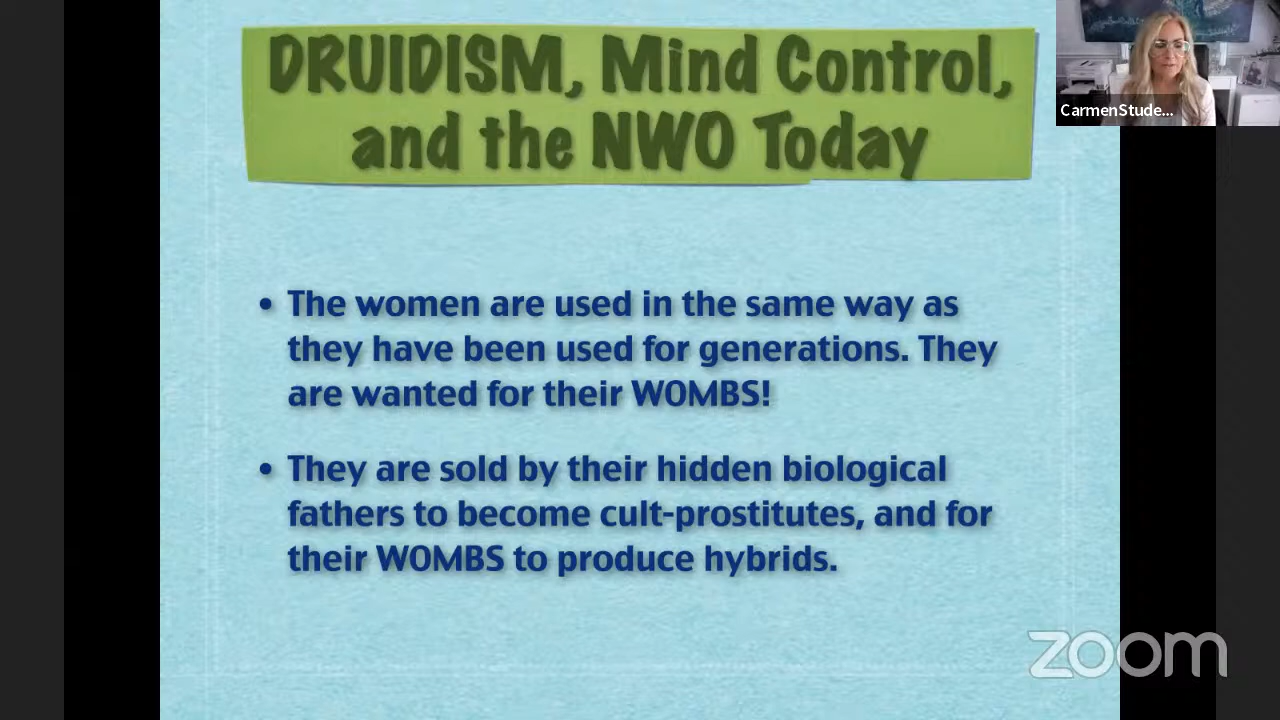 DRUIDISM, Mind Control,
and the NWO Today
CarmenStude...
• The women are used in the same way as
they have been used for generations. They
are wanted for their WOMBS!
• They are sold by their hidden biological
fathers to become cult-prostitutes, and for
their WOMBS to produce hybrids.
zoom